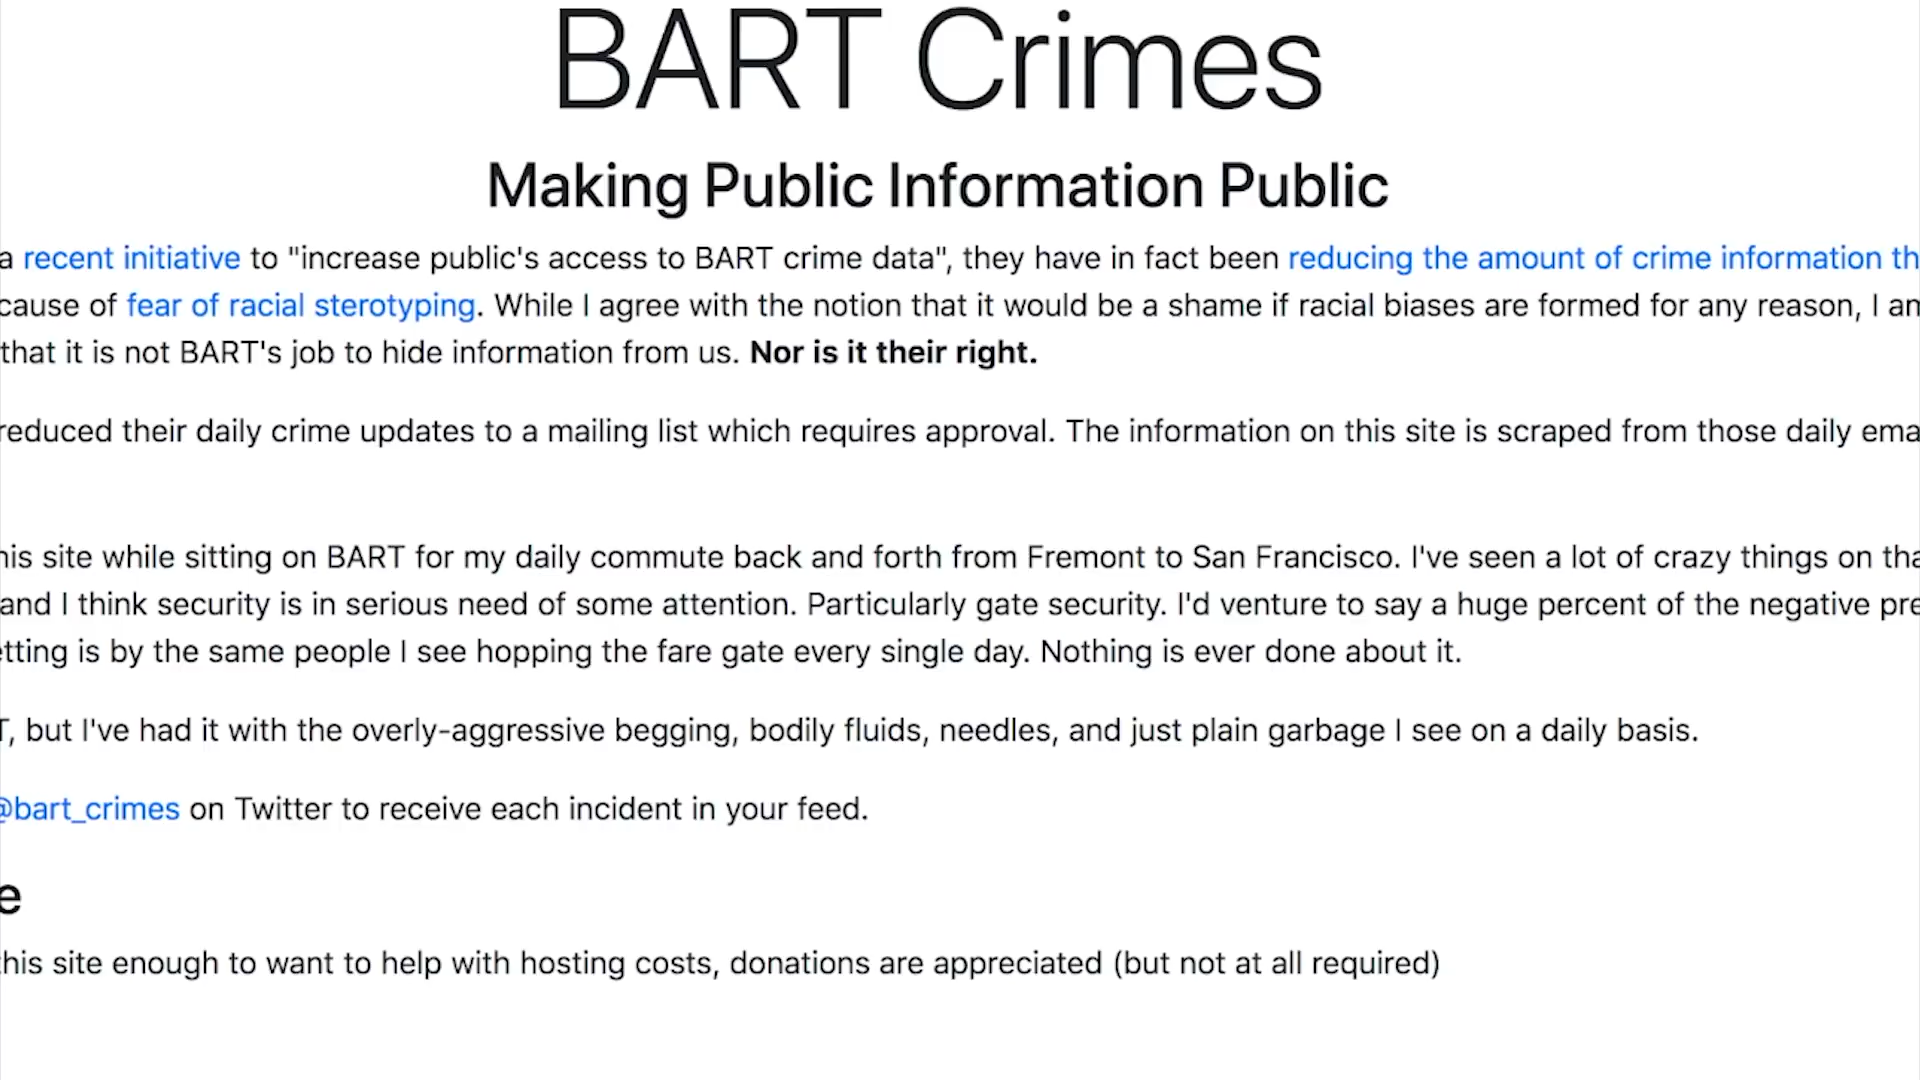 BART Crimes
Making Public Information Public
a recent initiative to "increase public's access to BART crime data", they have in fact been reducing the amount of crime information th
cause of fear of racial sterotyping. While I agree with the notion that it would be a shame if racial biases are formed for any reason, I am
that it is not BART's job to hide information from us. Nor is it their right.
reduced their daily crime updates to a mailing list which requires approval. The information on this site is scraped from those daily ema
his site while sitting on BART for my daily commute back and forth from Fremont to San Francisco. I've seen a lot of crazy things on tha
and I think security is in serious need of some attention. Particularly gate security. I'd venture to say a huge percent of the negative pre
etting is by the same people I see hopping the fare gate every single day. Nothing is ever done about it.
T, but I've had it with the overly-aggressive begging, bodily fluids, needles, and just plain garbage I see on a daily basis.
@bart_crimes on Twitter to receive each incident in your feed.
e
this site enough to want to help with hosting costs, donations are appreciated (but not at all required)